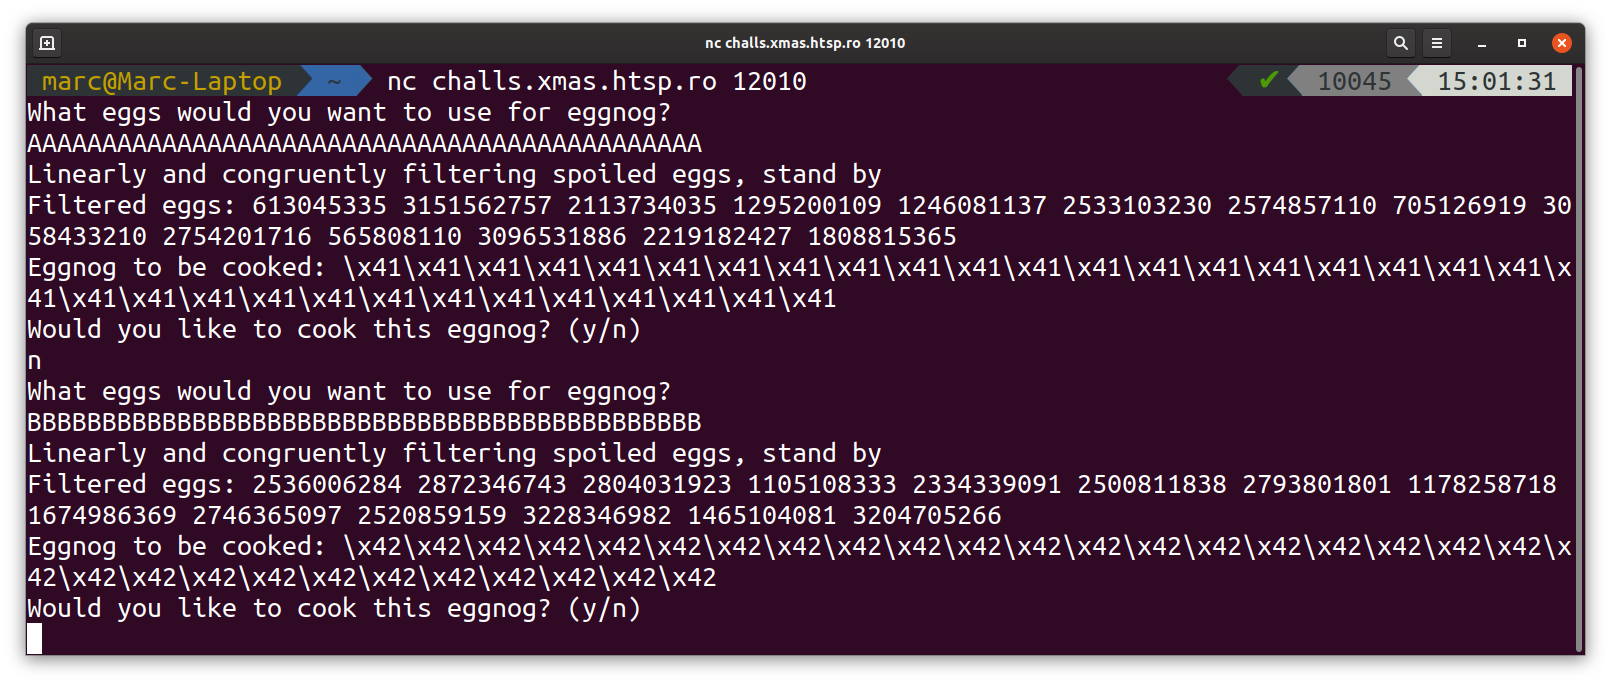 nc challs.xmas.htsp.ro 12010
marc@Marc-Laptop ~ nc challs.xmas.htsp.ro 12010 ✔ 10045 15:01:31
What eggs would you want to use for eggnog?
AAAAAAAAAAAAAAAAAAAAAAAAAAAAAAAAAAAAAAAAAAAAA
Linearly and congruently filtering spoiled eggs, stand by
Filtered eggs: 613045335 3151562757 2113734035 1295200109 1246081137 2533103230 2574857110 705126919 30
58433210 2754201716 565808110 3096531886 2219182427 1808815365
Eggnog to be cooked: \x41\x41\x41\x41\x41\x41\x41\x41\x41\x41\x41\x41\x41\x41\x41\x41\x41\x41\x41\x41\x
41\x41\x41\x41\x41\x41\x41\x41\x41\x41\x41\x41\x41\x41
Would you like to cook this eggnog? (y/n)
n
What eggs would you want to use for eggnog?
BBBBBBBBBBBBBBBBBBBBBBBBBBBBBBBBBBBBBBBBBBBBB
Linearly and congruently filtering spoiled eggs, stand by
Filtered eggs: 2536006284 2872346743 2804031923 1105108333 2334339091 2500811838 2793801801 1178258718
1674986369 2746365097 2520859159 3228346982 1465104081 3204705266
Eggnog to be cooked: \x42\x42\x42\x42\x42\x42\x42\x42\x42\x42\x42\x42\x42\x42\x42\x42\x42\x42\x42\x42\x
42\x42\x42\x42\x42\x42\x42\x42\x42\x42\x42\x42
Would you like to cook this eggnog? (y/n)